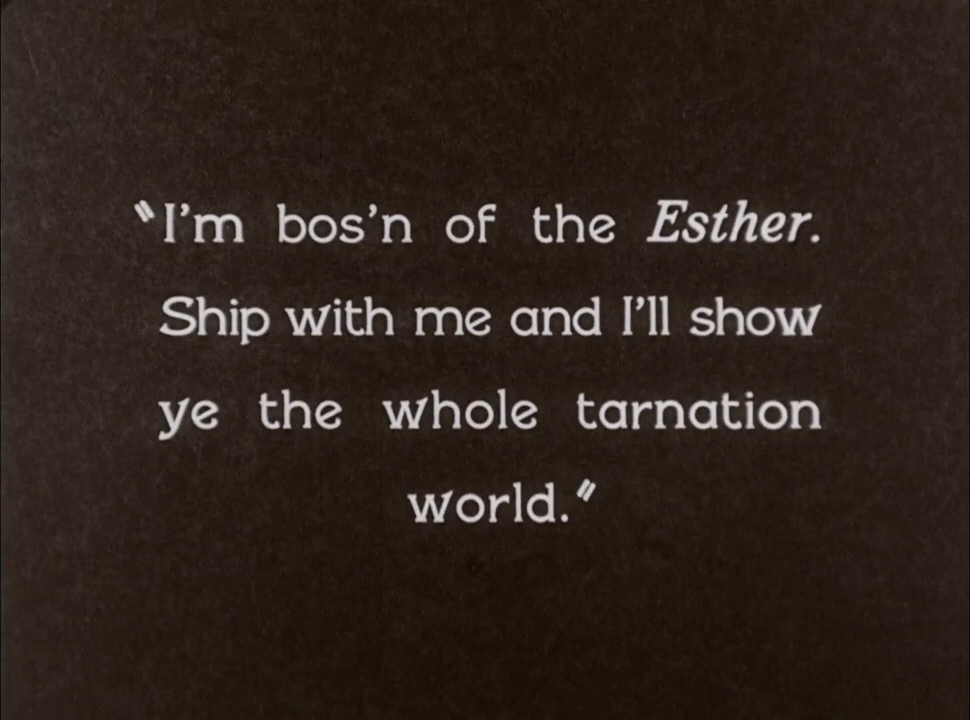 "I'm bos'n of the Esther.
Ship with me and I'll show
ye the whole tarnation
world."